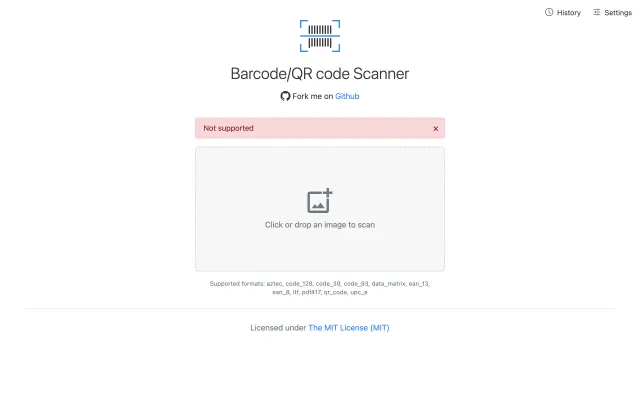 History
Settings
Barcode/QR code Scanner
Fork me on Github
Not supported
×
Click or drop an image to scan
Supported formats: aztec, code_128, code_39, code_93, data_matrix, ean_13,
ean_8, itf, pdf417, qr_code, upc_e
Licensed under The MIT License (MIT)